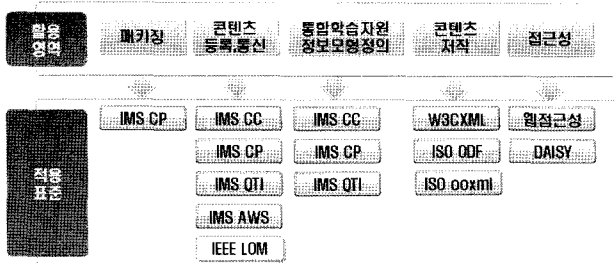 활용
영역
패키징
콘텐츠
등록,통신
통합학습자원
정보모형정의
콘텐츠
저작
접근성
적용
표준
IMS CP
IMS CC
IMS CC
W3CXML
웹접근성
IMS CP
IMS CP
ISO ODF
DAISY
IMS QTI
IMS QTI
ISO ooxml
IMS AWS
IEEE LOM